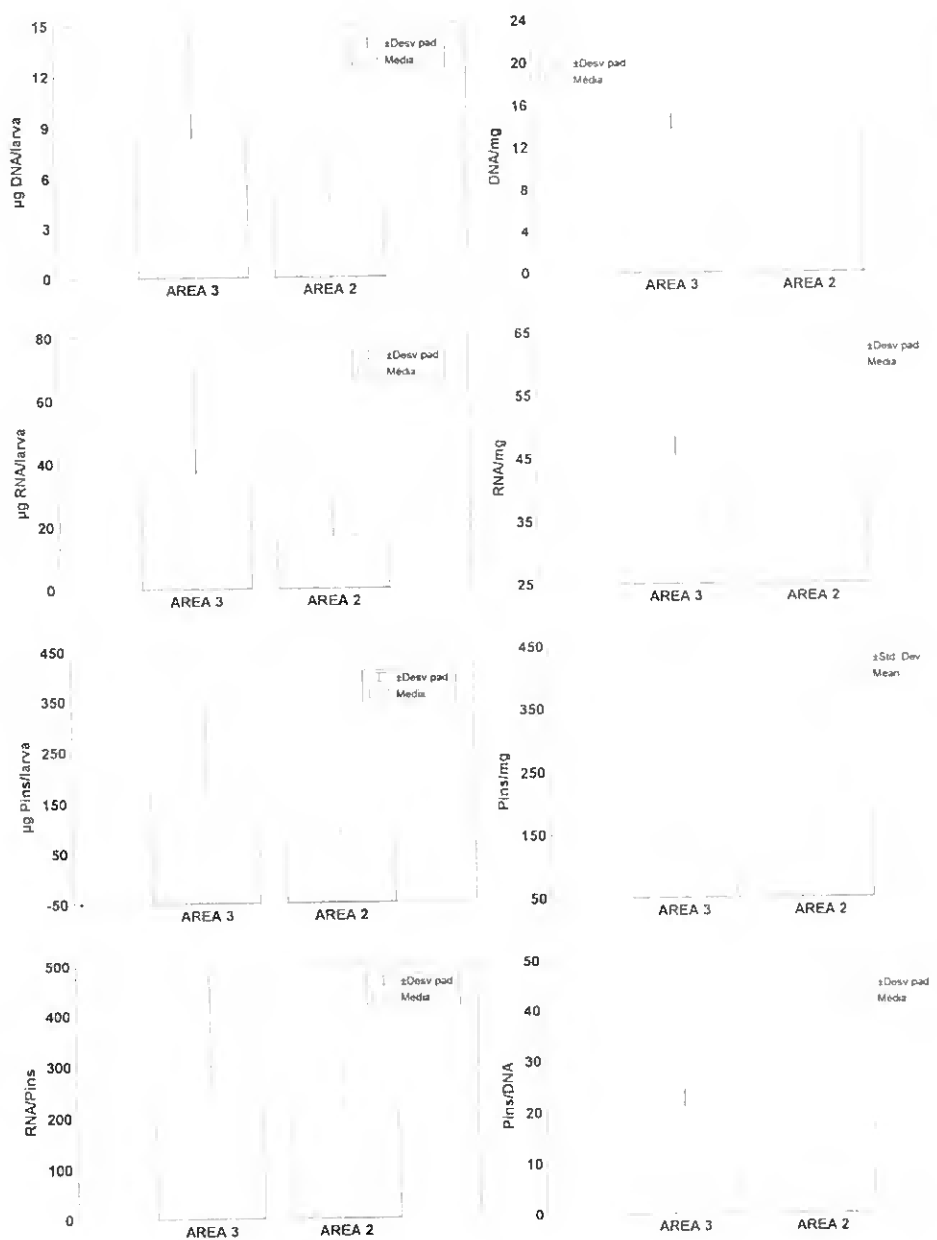 15
12
9
6
3
0
µg DNA/larva
±Desv pad
Média
AREA 3
AREA 2
24
20
16
12
8
4
0
DNA/mg
±Desv pad
Média
AREA 3
AREA 2
80
60
40
20
0
µg RNA/larva
±Desv pad
Média
AREA 3
AREA 2
65
55
45
35
25
RNA/mg
±Desv pad
Média
AREA 3
AREA 2
450
350
250
150
50
-50
µg Pins/larva
±Desv pad
Media
AREA 3
AREA 2
450
350
250
150
50
Pins/mg
±Std. Dev
Mean
AREA 3
AREA 2
500
400
300
200
100
0
RNA/Pins
±Desv pad
Media
AREA 3
AREA 2
50
40
30
20
10
0
Pins/DNA
±Desv pad
Média
AREA 3
AREA 2